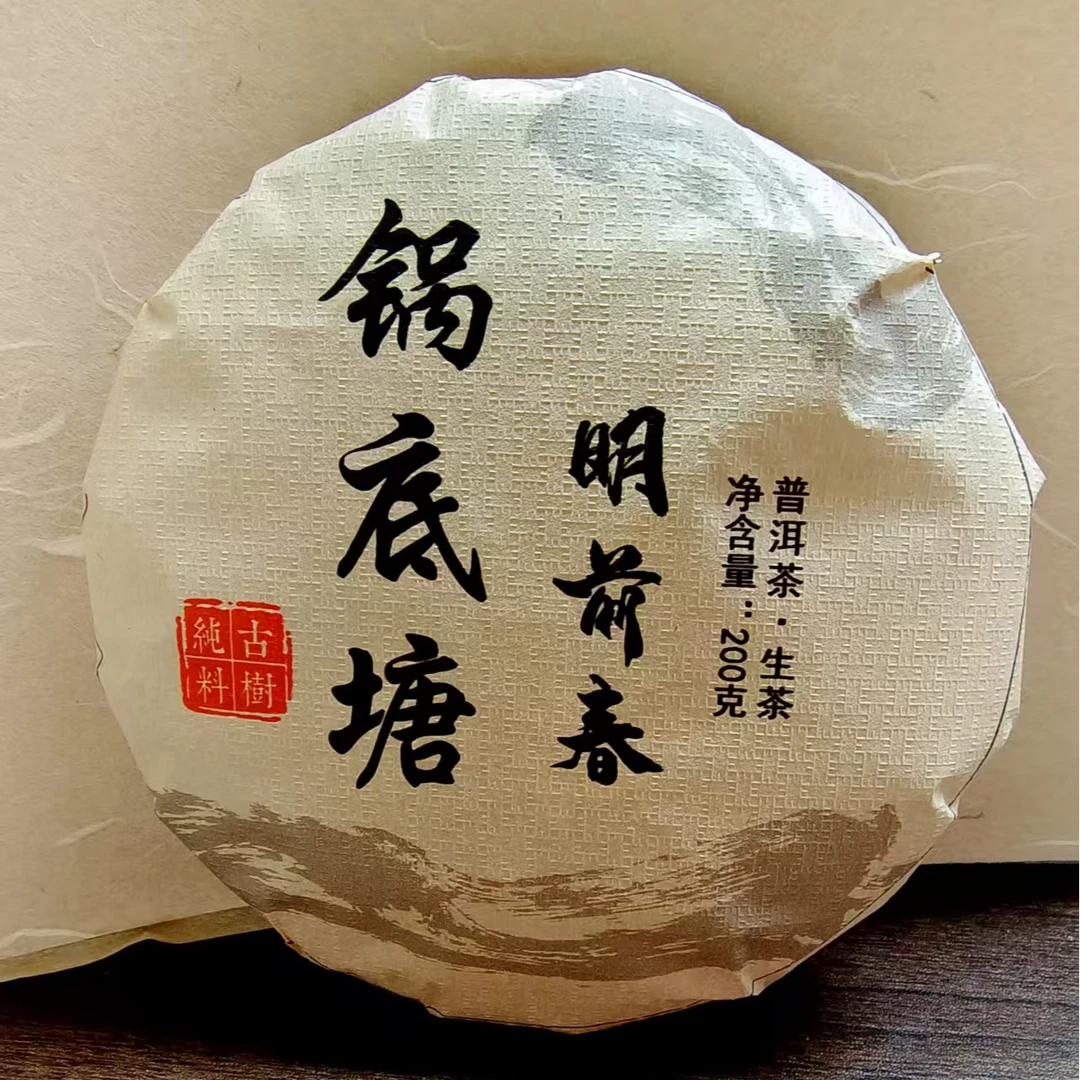 普洱茶·生茶
净含量：200克
明前春
锅底塘
古樹
純料